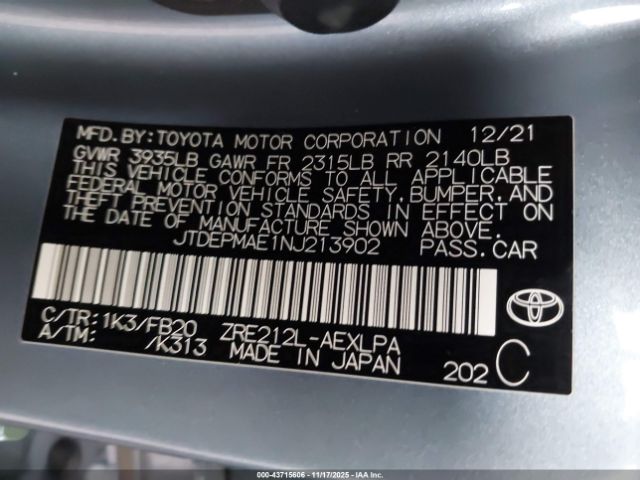 MFD. BY: TOYOTA MOTOR CORPORATION 12/21
GVWR 3935LB GAWR FR 2315LB RR 2140LB
THIS VEHICLE CONFORMS TO ALL APPLICABLE
FEDERAL MOTOR VEHICLE SAFETY, BUMPER, AND
THEFT PREVENTION STANDARDS IN EFFECT ON
THE DATE OF MANUFACTURE SHOWN ABOVE.
JTDEPMAE1NJ213902 PASS. CAR
C/TR: 1K3/FB20 ZRE212L-AEXLPA
A/TM: /K313 MADE IN JAPAN 202 C
© 2000-43715606 - 11/17/2025 - IAA Inc.